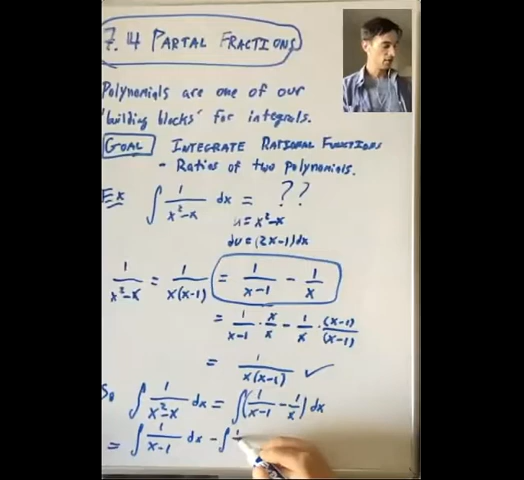 7.4 PARTAL FRACTIONS
Polynomials are one of our
"building blocks" for integrals.
GOAL INTEGRATE RATIONAL FUNCTIONS
- Ratios of two polynomials.
Ex ∫ 1/(x²-x) dx = ??
u = x²-x
du = (2x-1)dx
1/(x²-x) = 1/(x(x-1)) = 1/(x-1) - 1/x
= 1/(x-1) · x/x - 1/x · (x-1)/(x-1)
= 1/(x(x-1)) ✓
So ∫ 1/(x²-x) dx = ∫(1/(x-1) - 1/x) dx
= ∫ 1/(x-1) dx - ∫ 1